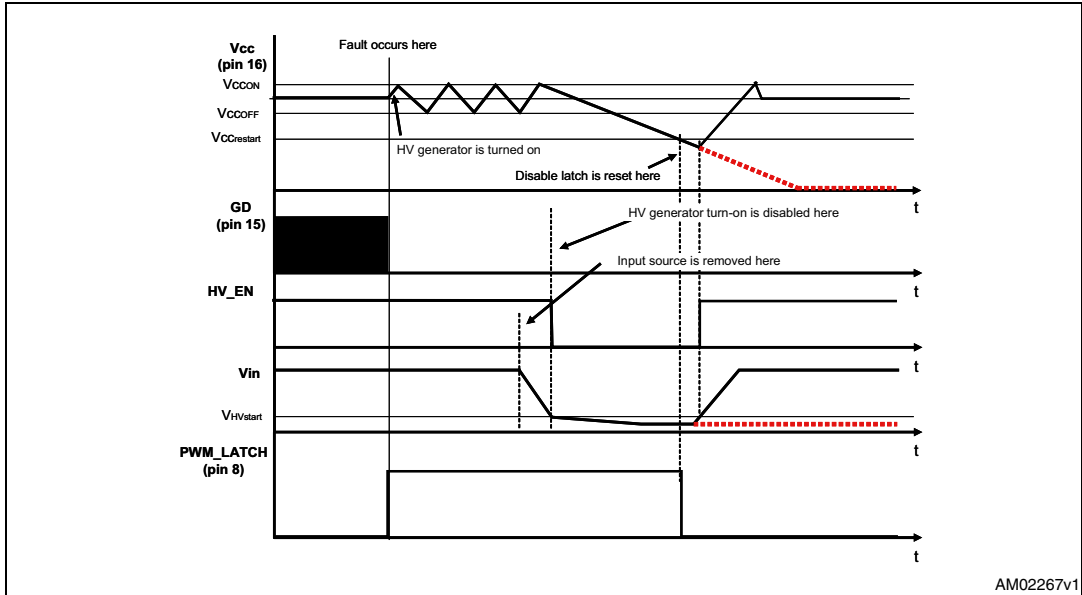 Vcc
(pin 16)
Fault occurs here
VCCON
VCCOFF
VCCrestart
HV generator is turned on
Disable latch is reset here
t
GD
(pin 15)
HV generator turn-on is disabled here
Input source is removed here
t
HV_EN
t
Vin
VHVstart
t
PWM_LATCH
(pin 8)
t
AM02267v1